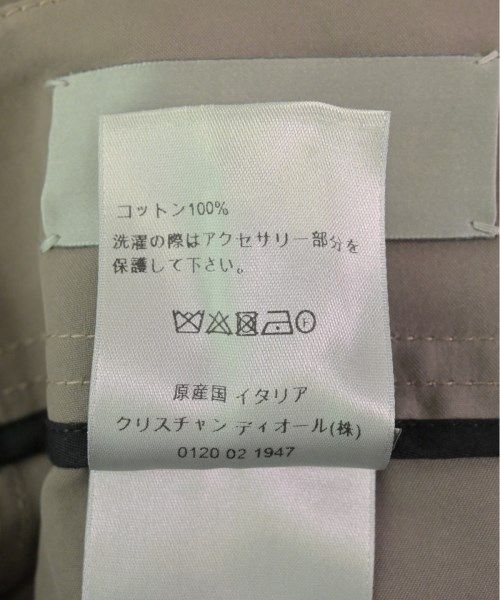 コットン100%
洗濯の際はアクセサリー部分を
保護して下さい。
原産国 イタリア
クリスチャン ディオール(株)
0120 02 1947